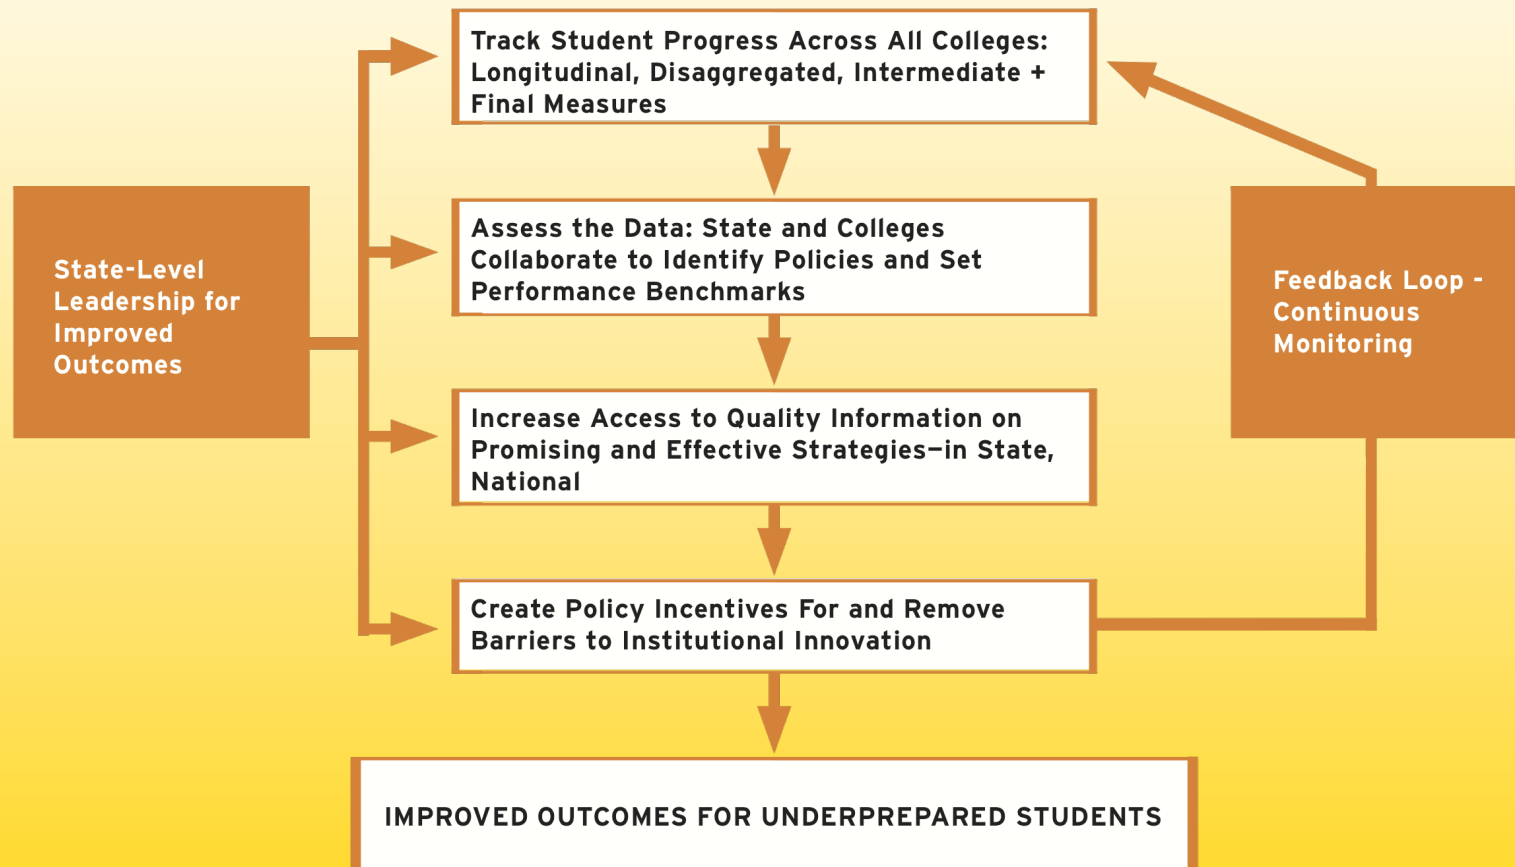 Track Student Progress Across All Colleges:
Longitudinal, Disaggregated, Intermediate +
Final Measures
Assess the Data: State and Colleges
Collaborate to Identify Policies and Set
Performance Benchmarks
State-Level
Leadership for
Improved
Outcomes
Feedback Loop -
Continuous
Monitoring
Increase Access to Quality Information on
Promising and Effective Strategies—in State,
National
Create Policy Incentives For and Remove
Barriers to Institutional Innovation
IMPROVED OUTCOMES FOR UNDERPREPARED STUDENTS